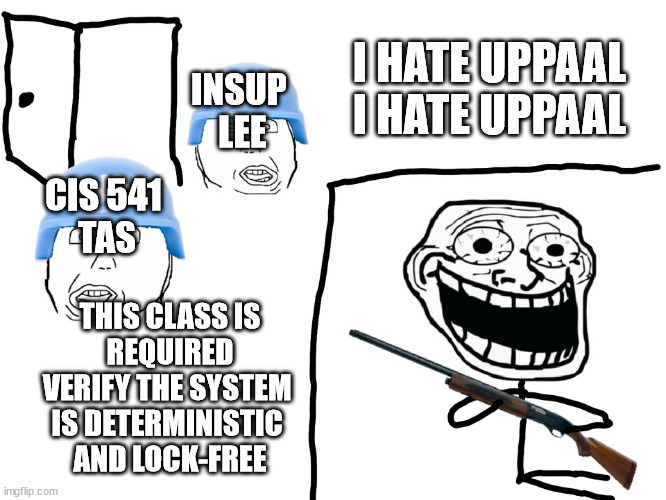 INSUP
LEE
I HATE UPPAAL
I HATE UPPAAL
CIS 541
TAS
THIS CLASS IS
REQUIRED
VERIFY THE SYSTEM
IS DETERMINISTIC
AND LOCK-FREE
imgflip.com